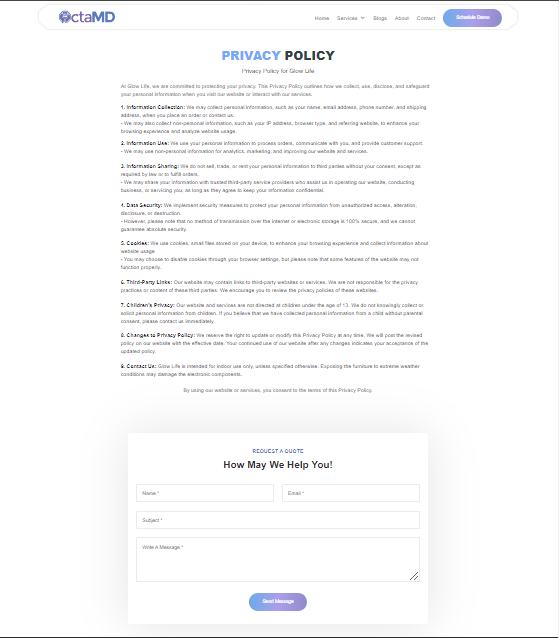 OctaMD
Home Services Blogs About Contact Schedule Demo
PRIVACY POLICY
Privacy Policy for Glow Life
At Glow Life, we are committed to protecting your privacy. This Privacy Policy outlines how we collect, use, disclose, and safeguard
your personal information when you visit our website or interact with our services.
1. Information Collection: We may collect personal information, such as your name, email address, phone number, and shipping
address, when you place an order or contact us.
- We may also collect non-personal information, such as your IP address, browser type, and referring website, to enhance your
browsing experience and analyze website usage.
2. Information Use: We use your personal information to process orders, communicate with you, and provide customer support.
- We may use non-personal information for analytics, marketing, and improving our website and services.
3. Information Sharing: We do not sell, trade, or rent your personal information to third parties without your consent, except as
required by law or to fulfill orders.
- We may share your information with trusted third-party service providers who assist us in operating our website, conducting
business, or servicing you, as long as they agree to keep your information confidential.
4. Data Security: We implement security measures to protect your personal information from unauthorized access, alteration,
disclosure, or destruction.
- However, please note that no method of transmission over the internet or electronic storage is 100% secure, and we cannot
guarantee absolute security.
5. Cookies: We use cookies, small files stored on your device, to enhance your browsing experience and collect information about
website usage.
- You may choose to disable cookies through your browser settings, but please note that some features of the website may not
function properly.
6. Third-Party Links: Our website may contain links to third-party websites or services. We are not responsible for the privacy
practices or content of these third parties. We encourage you to review the privacy policies of these websites.
7. Children's Privacy: Our website and services are not directed at children under the age of 13. We do not knowingly collect or
solicit personal information from children. If you believe that we have collected personal information from a child without parental
consent, please contact us immediately.
8. Changes to Privacy Policy: We reserve the right to update or modify this Privacy Policy at any time. We will post the revised
policy on our website with the effective date. Your continued use of our website after any changes indicates your acceptance of the
updated policy.
9. Contact Us: Glow Life is intended for indoor use only, unless specified otherwise. Exposing the furniture to extreme weather
conditions may damage the electronic components.
By using our website or services, you consent to the terms of this Privacy Policy.
REQUEST A QUOTE
How May We Help You!
Name * Email *
Subject *
Write A Message *
Send Message